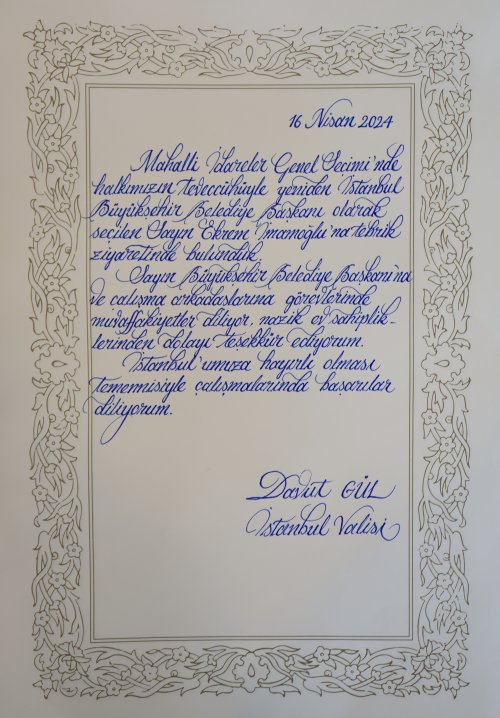 16 Nisan 2024
Mahalli İdareler Genel Seçimi'nde
halkımızın teveccühüyle yeniden İstanbul
Büyükşehir Belediye Başkanı olarak
seçilen Sayın Ekrem İmamoğlu'na tebrik
ziyaretinde bulunduk.
Sayın Büyükşehir Belediye Başkanı'na
ve çalışma arkadaşlarına görevlerinde
muvaffakiyetler diliyor, nazik ev sahiplik-
lerinden dolayı teşekkür ediyorum.
İstanbul'umuza hayırlı olması
temennisiyle çalışmalarında başarılar
diliyorum.
Davut GÜL
İstanbul Valisi